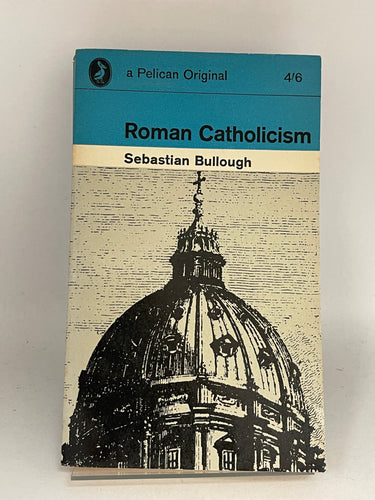 a Pelican Original 4/6
Roman Catholicism
Sebastian Bullough